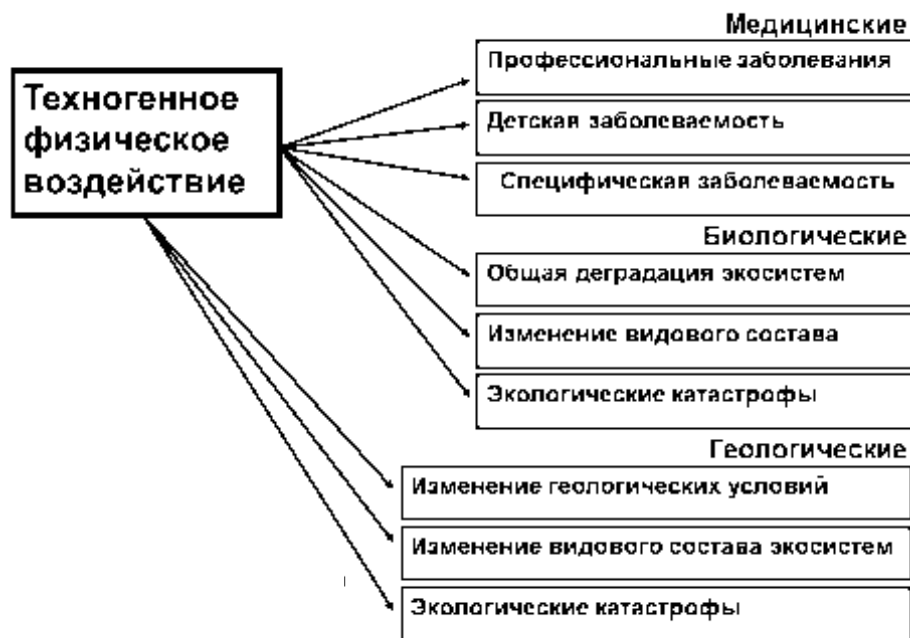 Медицинские
Профессиональные заболевания
Техногенное
физическое
воздействие
Детская заболеваемость
Специфическая заболеваемость
Биологические
Общая деградация экосистем
Изменение видового состава
Экологические катастрофы
Геологические
Изменение геологических условий
Изменение видового состава экосистем
Экологические катастрофы